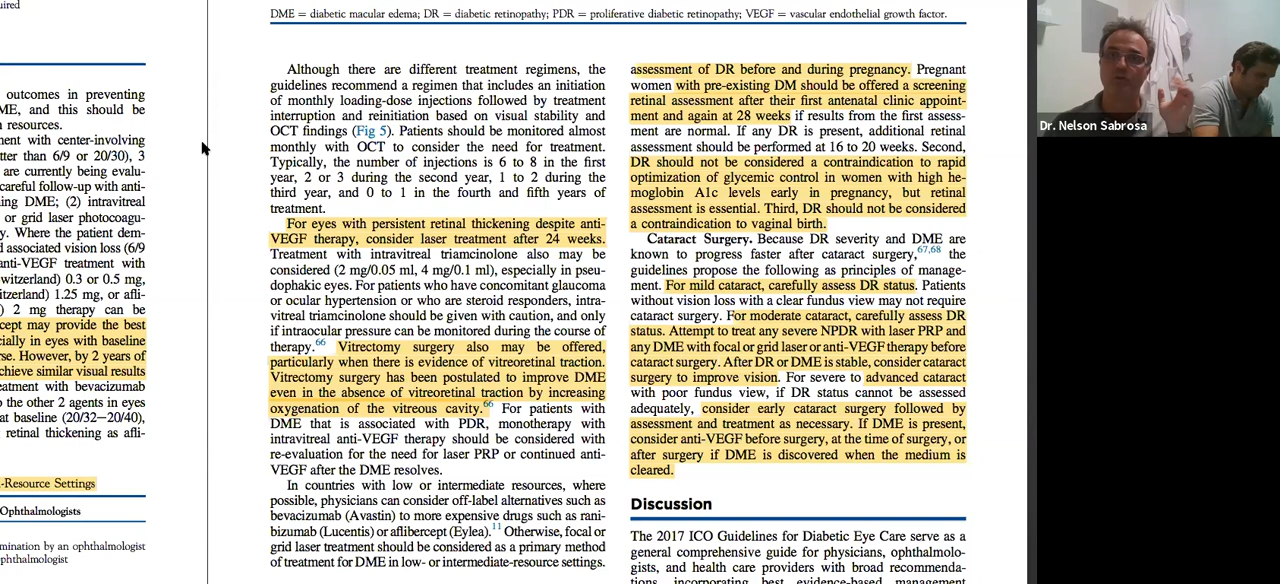 uired
outcomes in preventing
ME, and this should be
n resources.
ment with center-involving
tter than 6/9 or 20/30), 3
are currently being evalu-
careful follow-up with anti-
ning DME; (2) intravitreal
or grid laser photocoagu-
y. Where the patient dem-
d associated vision loss (6/9
anti-VEGF treatment with
witzerland) 0.3 or 0.5 mg,
itzerland) 1.25 mg, or afli-
) 2 mg therapy can be
cept may provide the best
cially in eyes with baseline
rse. However, by 2 years of
chieve similar visual results
eatment with bevacizumab
o the other 2 agents in eyes
at baseline (20/32–20/40),
retinal thickening as afli-
-Resource Settings
Ophthalmologists
mination by an ophthalmologist
phthalmologist
DME = diabetic macular edema; DR = diabetic retinopathy; PDR = proliferative diabetic retinopathy; VEGF = vascular endothelial growth factor.
Although there are different treatment regimens, the
guidelines recommend a regimen that includes an initiation
of monthly loading-dose injections followed by treatment
interruption and reinitiation based on visual stability and
OCT findings (Fig 5). Patients should be monitored almost
monthly with OCT to consider the need for treatment.
Typically, the number of injections is 6 to 8 in the first
year, 2 or 3 during the second year, 1 to 2 during the
third year, and 0 to 1 in the fourth and fifth years of
treatment.
For eyes with persistent retinal thickening despite anti-
VEGF therapy, consider laser treatment after 24 weeks.
Treatment with intravitreal triamcinolone also may be
considered (2 mg/0.05 ml, 4 mg/0.1 ml), especially in pseu-
dophakic eyes. For patients who have concomitant glaucoma
or ocular hypertension or who are steroid responders, intra-
vitreal triamcinolone should be given with caution, and only
if intraocular pressure can be monitored during the course of
therapy.66 Vitrectomy surgery also may be offered,
particularly when there is evidence of vitreoretinal traction.
Vitrectomy surgery has been postulated to improve DME
even in the absence of vitreoretinal traction by increasing
oxygenation of the vitreous cavity.66 For patients with
DME that is associated with PDR, monotherapy with
intravitreal anti-VEGF therapy should be considered with
re-evaluation for the need for laser PRP or continued anti-
VEGF after the DME resolves.
In countries with low or intermediate resources, where
possible, physicians can consider off-label alternatives such as
bevacizumab (Avastin) to more expensive drugs such as rani-
bizumab (Lucentis) or aflibercept (Eylea).11 Otherwise, focal or
grid laser treatment should be considered as a primary method
of treatment for DME in low- or intermediate-resource settings.
assessment of DR before and during pregnancy. Pregnant
women with pre-existing DM should be offered a screening
retinal assessment after their first antenatal clinic appoint-
ment and again at 28 weeks if results from the first assess-
ment are normal. If any DR is present, additional retinal
assessment should be performed at 16 to 20 weeks. Second,
DR should not be considered a contraindication to rapid
optimization of glycemic control in women with high he-
moglobin A1c levels early in pregnancy, but retinal
assessment is essential. Third, DR should not be considered
a contraindication to vaginal birth.
Cataract Surgery. Because DR severity and DME are
known to progress faster after cataract surgery,67,68 the
guidelines propose the following as principles of manage-
ment. For mild cataract, carefully assess DR status. Patients
without vision loss with a clear fundus view may not require
cataract surgery. For moderate cataract, carefully assess DR
status. Attempt to treat any severe NPDR with laser PRP and
any DME with focal or grid laser or anti-VEGF therapy before
cataract surgery. After DR or DME is stable, consider cataract
surgery to improve vision. For severe to advanced cataract
with poor fundus view, if DR status cannot be assessed
adequately, consider early cataract surgery followed by
assessment and treatment as necessary. If DME is present,
consider anti-VEGF before surgery, at the time of surgery, or
after surgery if DME is discovered when the medium is
cleared.
Discussion
The 2017 ICO Guidelines for Diabetic Eye Care serve as a
general comprehensive guide for physicians, ophthalmolo-
gists, and health care providers with broad recommenda-
tions, incorporating best evidence-based management
Dr. Nelson Sabrosa